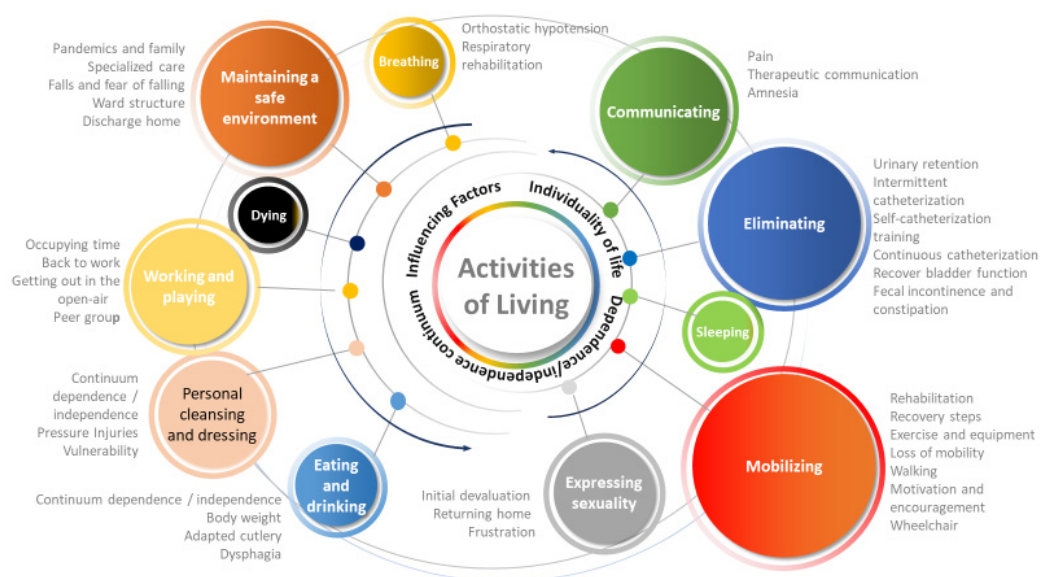 Pandemics and family
Specialized care
Falls and fear of falling
Ward structure
Discharge home
Maintaining a
safe
environment
Breathing
Orthostatic hypotension
Respiratory
rehabilitation
Communicating
Pain
Therapeutic communication
Amnesia
Dying
Eliminating
Urinary retention
Intermittent
catheterization
Self-catheterization
training
Continuous catheterization
Recover bladder function
Fecal incontinence and
constipation
Occupying time
Back to work
Getting out in the
open-air
Peer group
Working and
playing
Influencing Factors
Individuality of life
Dependence/independence continuum
Activities
of Living
Sleeping
Continuum
dependence /
independence
Pressure Injuries
Vulnerability
Personal
cleansing
and dressing
Mobilizing
Rehabilitation
Recovery steps
Exercise and equipment
Loss of mobility
Walking
Motivation and
encouragement
Wheelchair
Continuum dependence / independence
Body weight
Adapted cutlery
Dysphagia
Eating
and
drinking
Initial devaluation
Returning home
Frustration
Expressing
sexuality